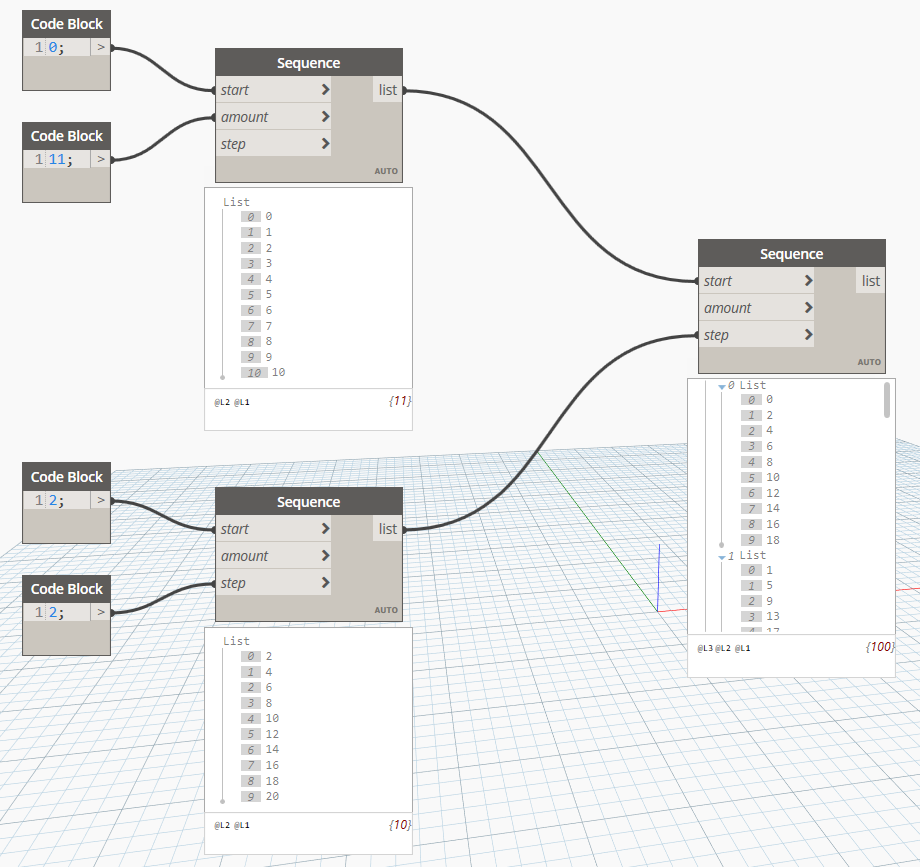 Code Block
1 0; >
Code Block
1 11; >
Sequence
start > list
amount >
step >
AUTO
List
0 0
1 1
2 2
3 3
4 4
5 5
6 6
7 7
8 8
9 9
10 10
@L2 @L1 {11}
Code Block
1 2; >
Code Block
1 2; >
Sequence
start > list
amount >
step >
AUTO
List
0 2
1 4
2 6
3 8
4 10
5 12
6 14
7 16
8 18
9 20
@L2 @L1 {10}
Sequence
start > list
amount >
step >
AUTO
0 List
0 0
1 2
2 4
3 6
4 8
5 10
6 12
7 14
8 16
9 18
1 List
0 1
1 5
2 9
3 13
4 17
@L3 @L2 @L1 {100}